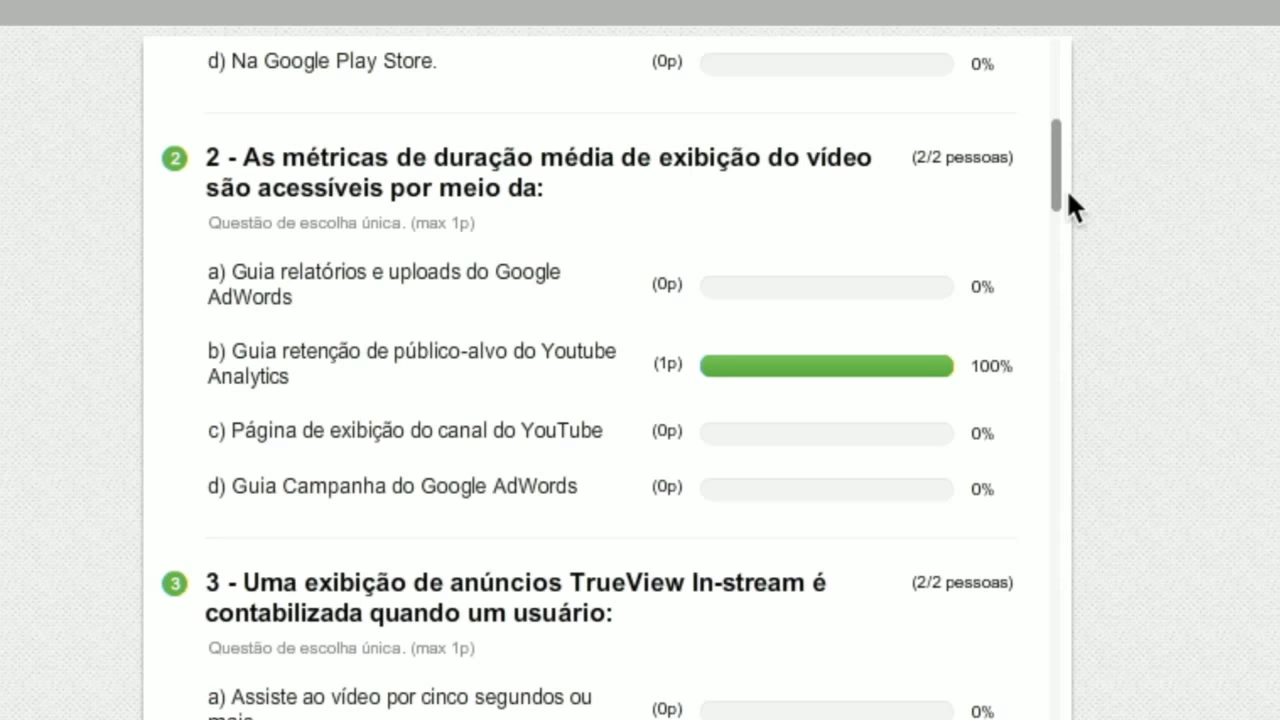 d) Na Google Play Store. (0p) 0%
2 2 - As métricas de duração média de exibição do vídeo (2/2 pessoas)
são acessíveis por meio da:
Questão de escolha única. (max 1p)
a) Guia relatórios e uploads do Google
AdWords (0p) 0%
b) Guia retenção de público-alvo do Youtube
Analytics (1p) 100%
c) Página de exibição do canal do YouTube (0p) 0%
d) Guia Campanha do Google AdWords (0p) 0%
3 3 - Uma exibição de anúncios TrueView In-stream é (2/2 pessoas)
contabilizada quando um usuário:
Questão de escolha única. (max 1p)
a) Assiste ao vídeo por cinco segundos ou
(0p) 0%